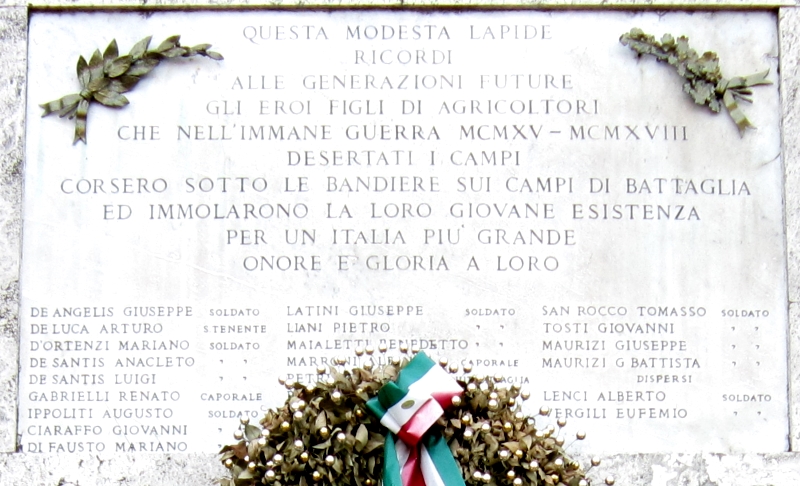 QUESTA MODESTA LAPIDE
RICORDI
ALLE GENERAZIONI FUTURE
GLI EROI FIGLI DI AGRICOLTORI
CHE NELL'IMMANE GUERRA MCMXV-MCMXVIII
DESERTATI I CAMPI
CORSERO SOTTO LE BANDIERE SUI CAMPI DI BATTAGLIA
ED IMMOLARONO LA LORO GIOVANE ESISTENZA
PER UN ITALIA PIU' GRANDE
ONORE E GLORIA A LORO
DE ANGELIS GIUSEPPE SOLDATO
DE LUCA ARTURO S.TENENTE
D'ORTENZI MARIANO SOLDATO
DE SANTIS ANACLETO " "
DE SANTIS LUIGI " "
GABRIELLI RENATO CAPORALE
IPPOLITI AUGUSTO SOLDATO
CIARAFFO GIOVANNI "
DI FAUSTO MARIANO
LATINI GIUSEPPE SOLDATO
LIANI PIETRO " "
MAIALETTI BENEDETTO " "
CAPORALE
SAN ROCCO TOMASSO SOLDATO
TOSTI GIOVANNI " "
MAURIZI GIUSEPPE " "
MAURIZI G BATTISTA " "
DISPERSI
LENCI ALBERTO SOLDATO
VERGILI EUFEMIO " "